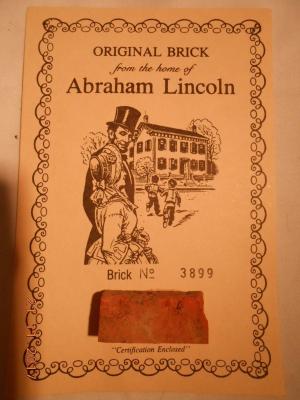 ORIGINAL BRICK
from the home of
Abraham Lincoln
Brick No 3899
"Certification Enclosed"